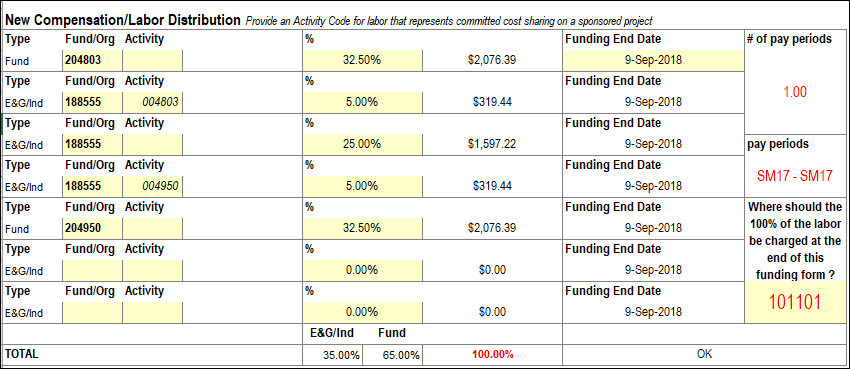 New Compensation/Labor Distribution Provide an Activity Code for labor that represents committed cost sharing on a sponsored project
Type Fund/Org Activity % Funding End Date # of pay periods
Fund 204803 32.50% $2,076.39 9-Sep-2018
Type Fund/Org Activity % Funding End Date
1.00
E&G/Ind 188555 004803 5.00% $319.44 9-Sep-2018
Type Fund/Org Activity % Funding End Date
E&G/Ind 188555 25.00% $1,597.22 9-Sep-2018 pay periods
Type Fund/Org Activity % Funding End Date
SM17 - SM17
E&G/Ind 188555 004950 5.00% $319.44 9-Sep-2018
Type Fund/Org Activity % Funding End Date Where should the
Fund 204950 32.50% $2,076.39 9-Sep-2018 100% of the labor
be charged at the
Type Fund/Org Activity % Funding End Date end of this
E&G/Ind 0.00% $0.00 9-Sep-2018 funding form ?
Type Fund/Org Activity % Funding End Date
101101
E&G/Ind 0.00% $0.00 9-Sep-2018
E&G/Ind Fund
TOTAL 35.00% 65.00% 100.00% OK